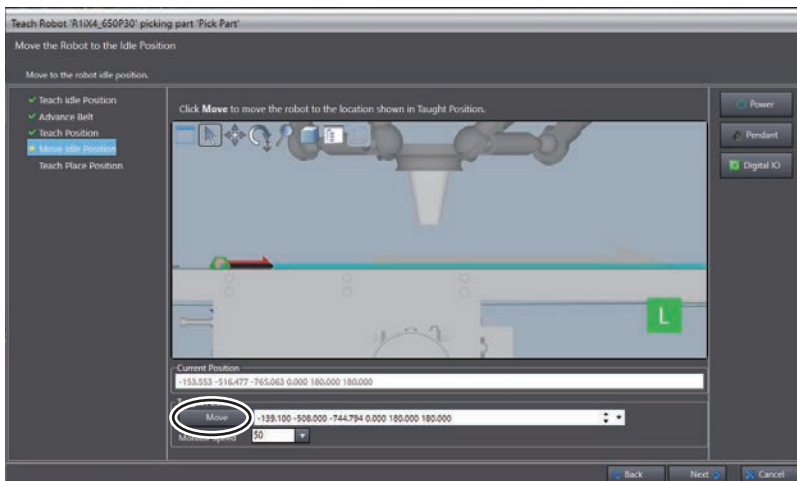 Teach Robot 'R1iX4_650P30' picking part 'Pick Part'
Move the Robot to the Idle Position
Move to the robot idle position.
Teach Idle Position
Advance Belt
Teach Position
Move Idle Position
Teach Place Position
Click Move to move the robot to the location shown in Taught Position.
L
Current Position
-153.553 -516.477 -765.063 0.000 180.000 180.000
Move
-139.100 -508.000 -744.794 0.000 180.000 180.000
Speed
50
Power
Pendant
Digital IO
Back
Next
Cancel